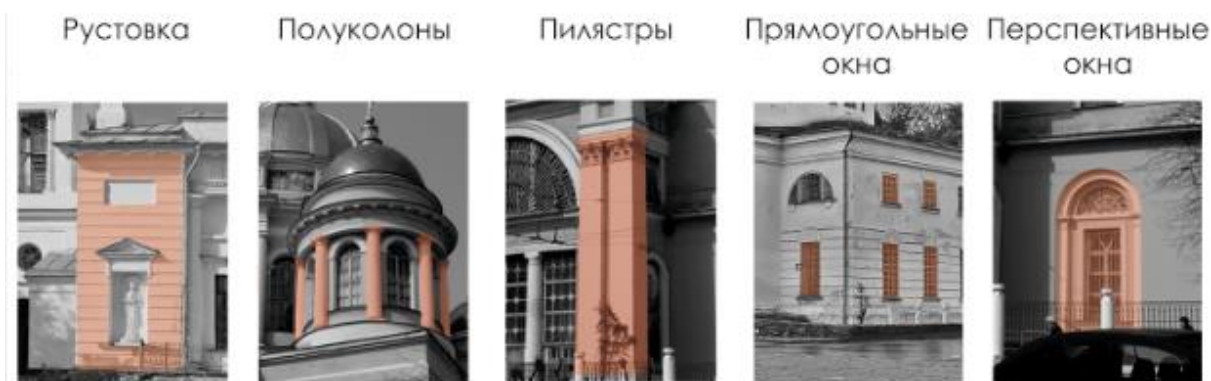 Рустовка
Полуколоны
Пилястры
Прямоугольные
окна
Перспективные
окна